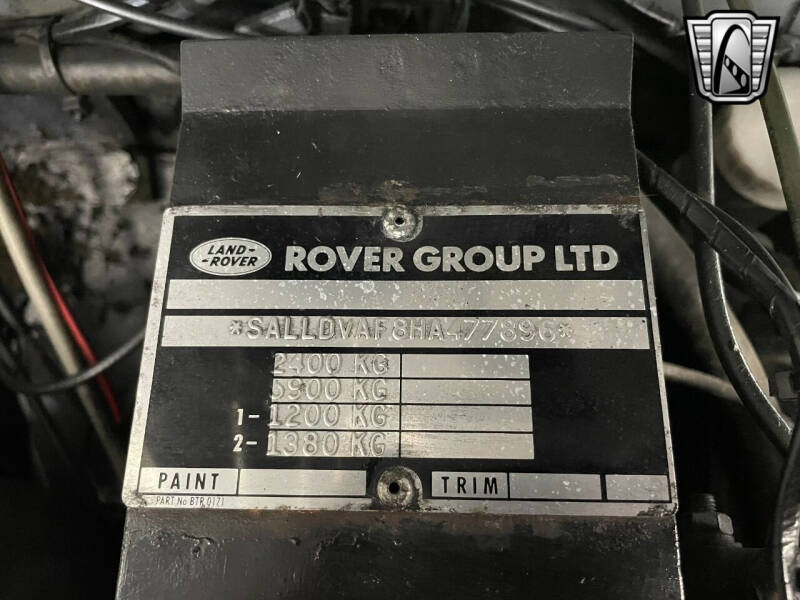 LAND-
-ROVER
ROVER GROUP LTD
*SALLDVAF8HA477896*
2400 KG
5900 KG
1- 1200 KG
2- 1380 KG
PAINT TRIM
PART No BTR 0171